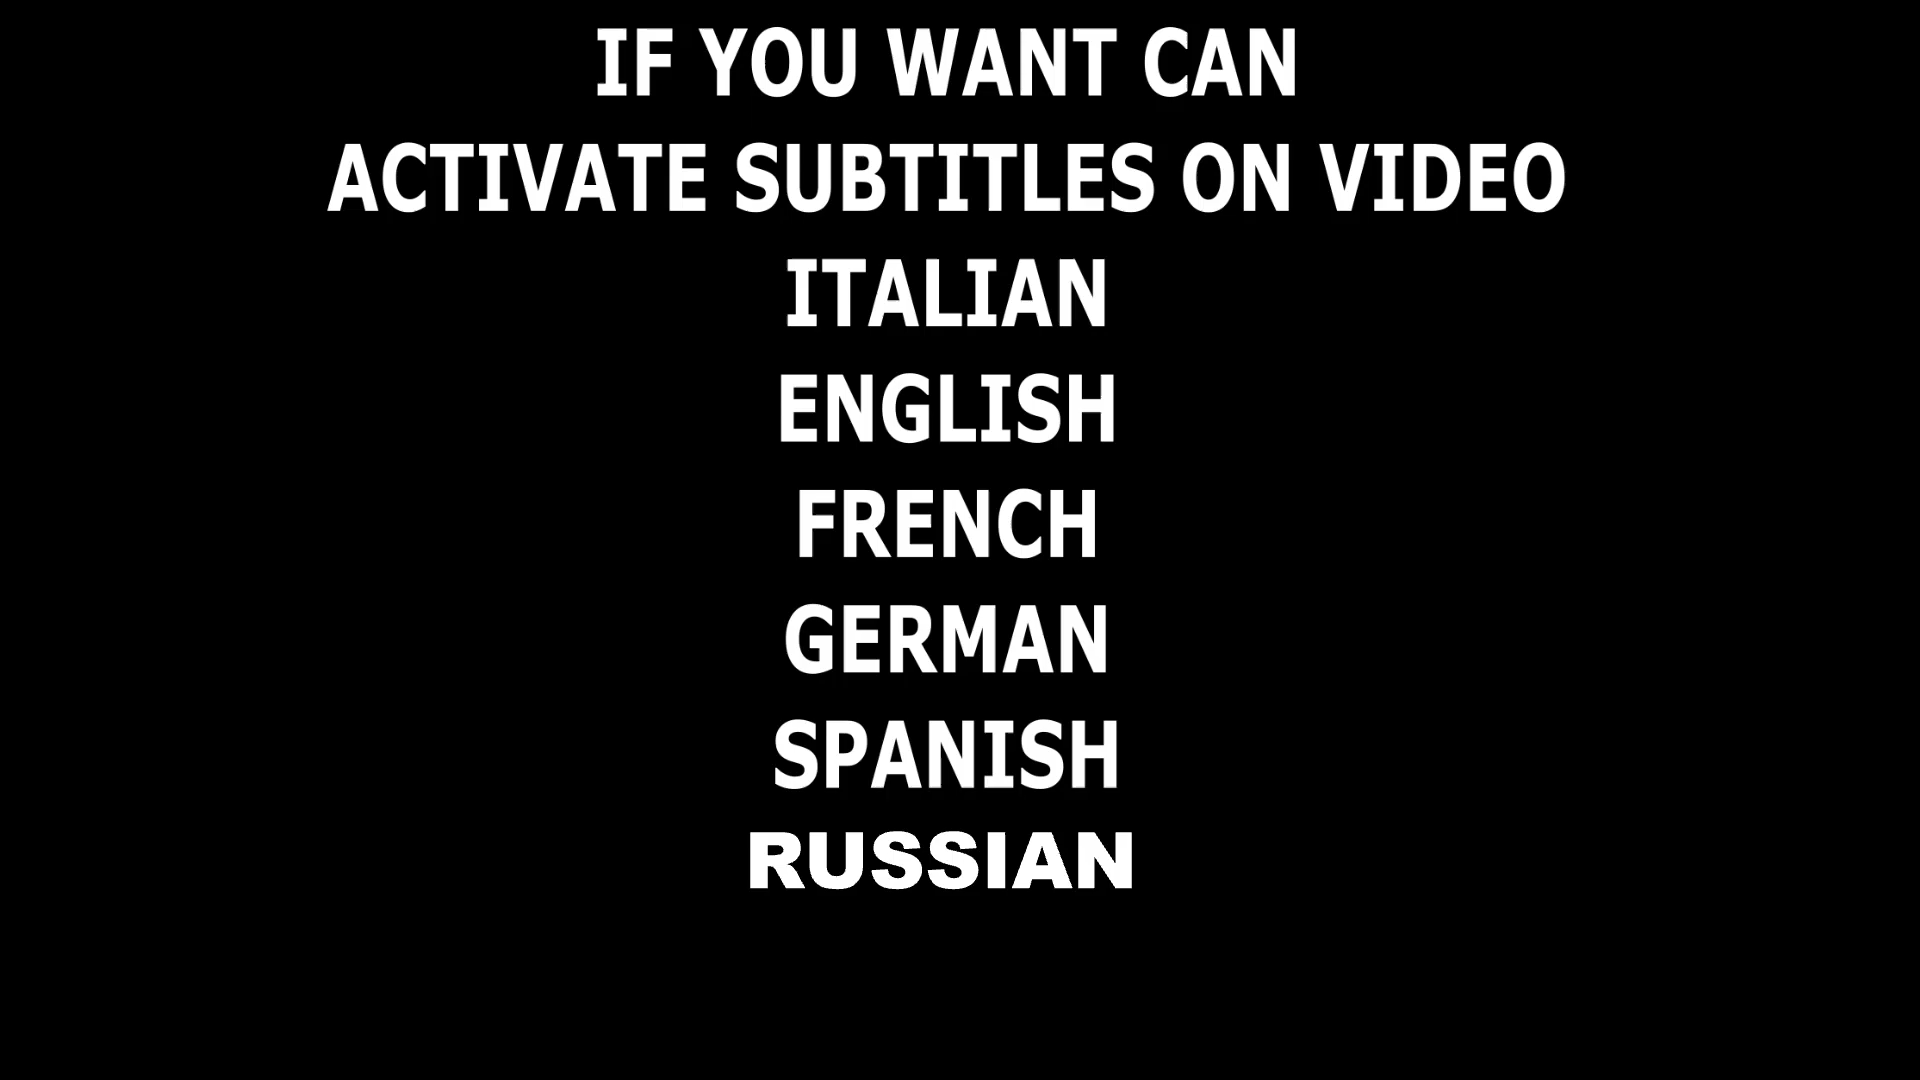 IF YOU WANT CAN
ACTIVATE SUBTITLES ON VIDEO
ITALIAN
ENGLISH
FRENCH
GERMAN
SPANISH
RUSSIAN